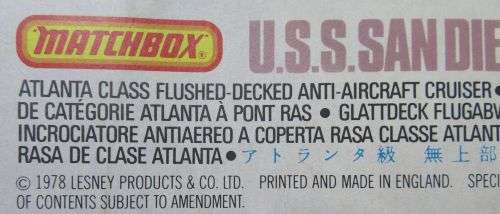 MATCHBOX U.S.S. SAN DIE
ATLANTA CLASS FLUSHED-DECKED ANTI-AIRCRAFT CRUISER •
DE CATÉGORIE ATLANTA À PONT RAS • GLATTDECK FLUGABW
INCROCIATORE ANTIAEREO A COPERTA RASA CLASSE ATLANT
RASA DE CLASE ATLANTA • アトランタ級 無上部
© 1978 LESNEY PRODUCTS & CO. LTD. PRINTED AND MADE IN ENGLAND. SPECI
OF CONTENTS SUBJECT TO AMENDMENT.